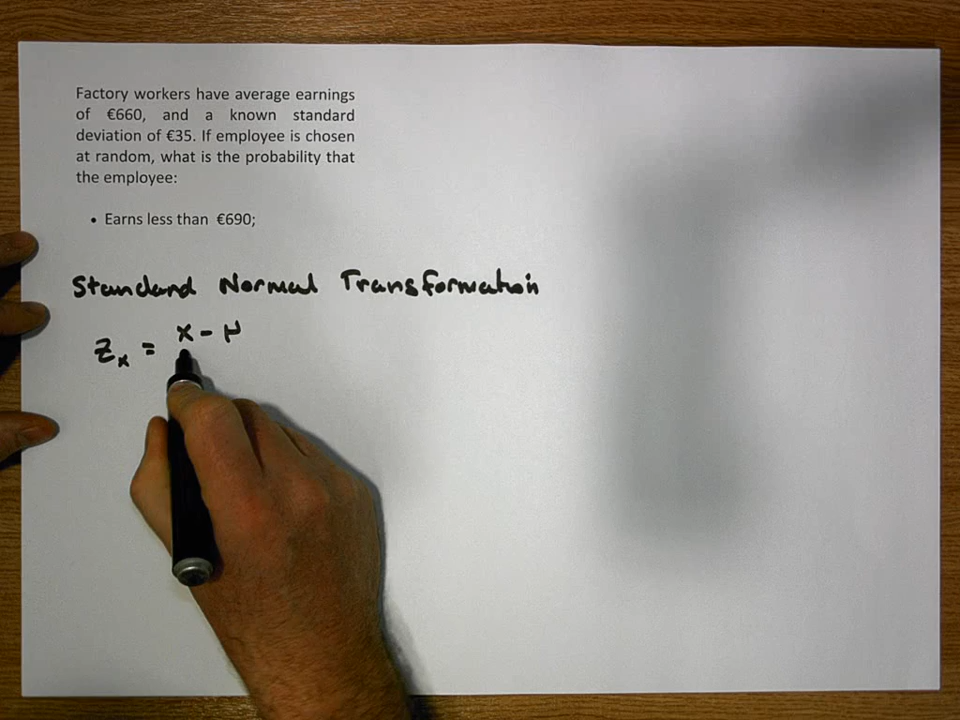 Factory workers have average earnings
of €660, and a known standard
deviation of €35. If employee is chosen
at random, what is the probability that
the employee:
• Earns less than €690;
Standard Normal Transformation
Zx = x - μ